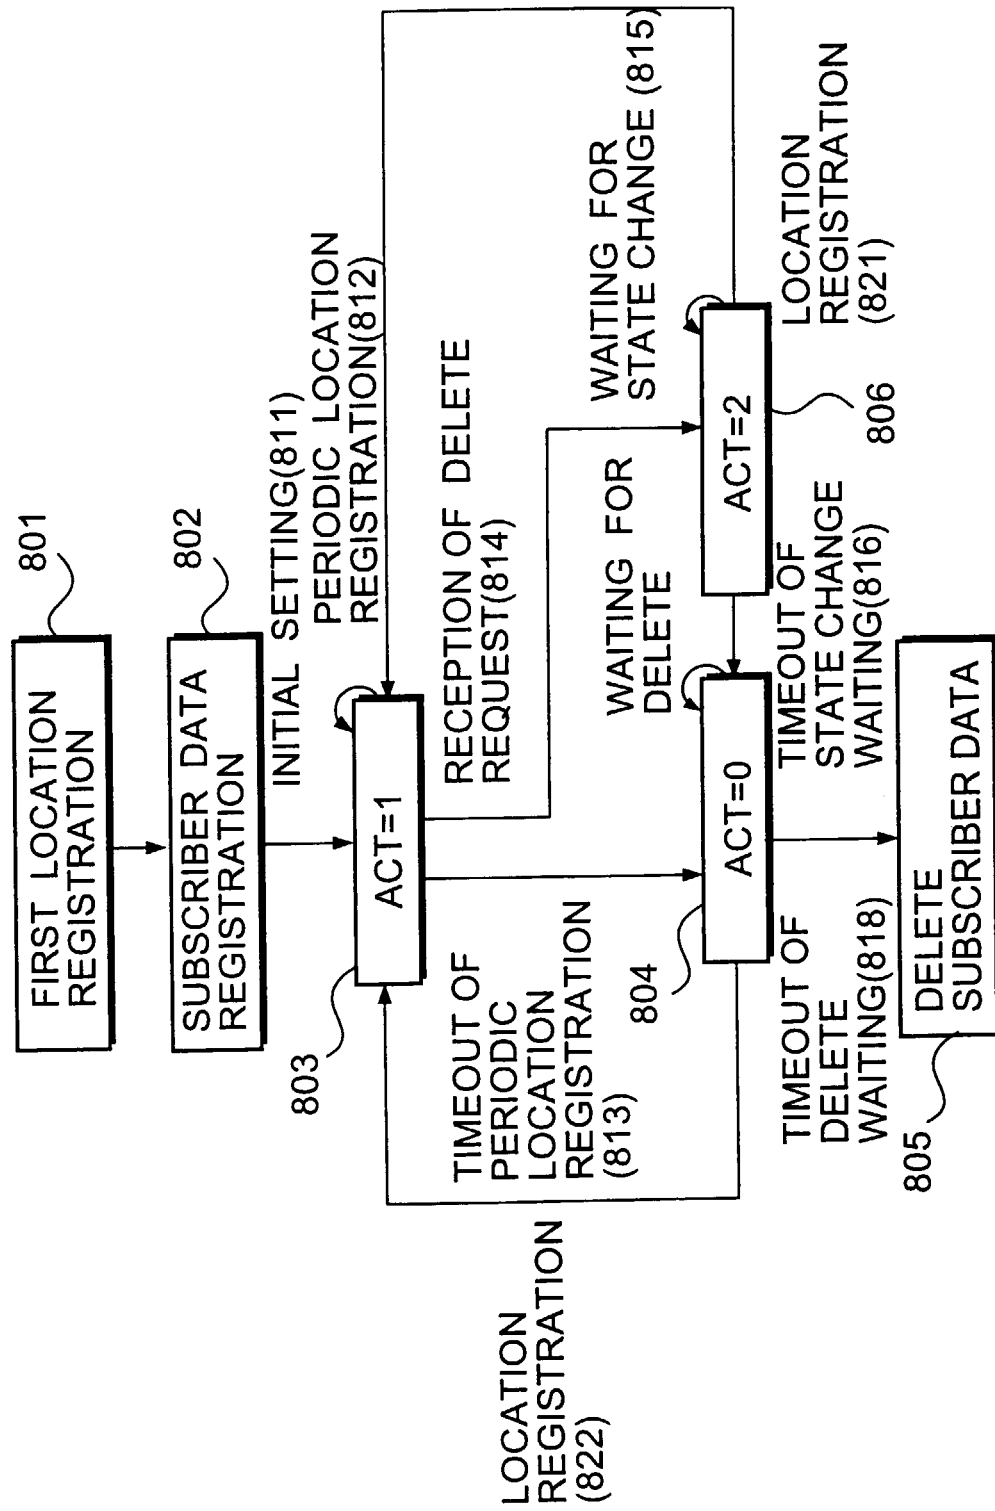 801
FIRST LOCATION
REGISTRATION
802
SUBSCRIBER DATA
REGISTRATION
INITIAL SETTING(811)
PERIODIC LOCATION
REGISTRATION(812)
803
ACT=1
RECEPTION OF DELETE
REQUEST(814)
WAITING FOR
STATE CHANGE (815)
TIMEOUT OF
PERIODIC
LOCATION
REGISTRATION
(813)
LOCATION
REGISTRATION
(822)
WAITING FOR
DELETE
804
ACT=0
ACT=2
806
LOCATION
REGISTRATION
(821)
TIMEOUT OF
STATE CHANGE
WAITING(816)
TIMEOUT OF
DELETE
WAITING(818)
805
DELETE
SUBSCRIBER DATA